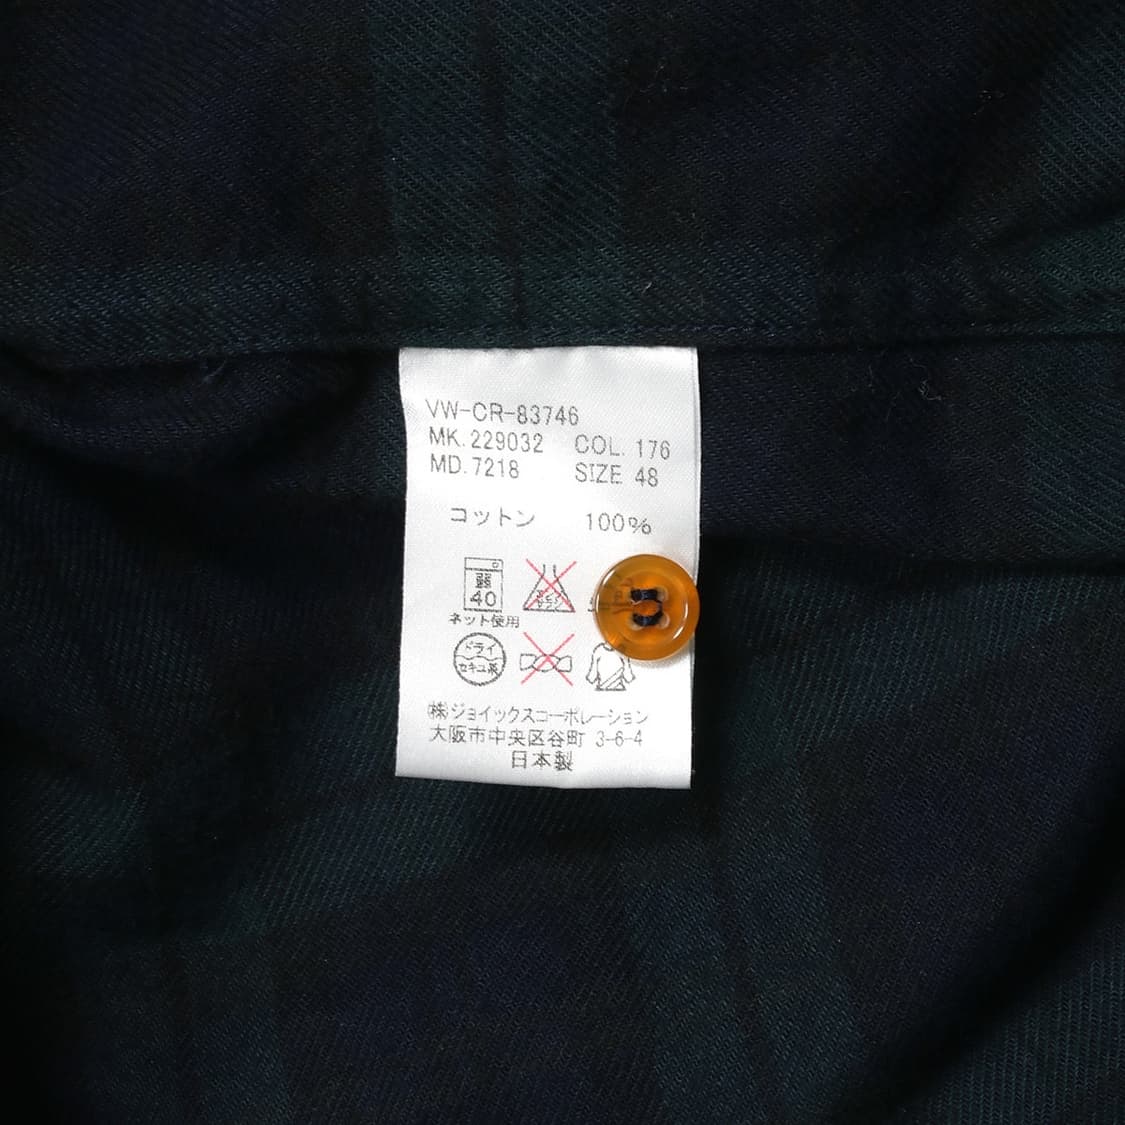 VW-CR-83746
MK.229032 COL. 176
MD.7218 SIZE 48
コットン 100%
40
ネット使用
ドライ
セキユ系
㈱ジョイックスコーポレーション
大阪市中央区谷町 3-6-4
日本製